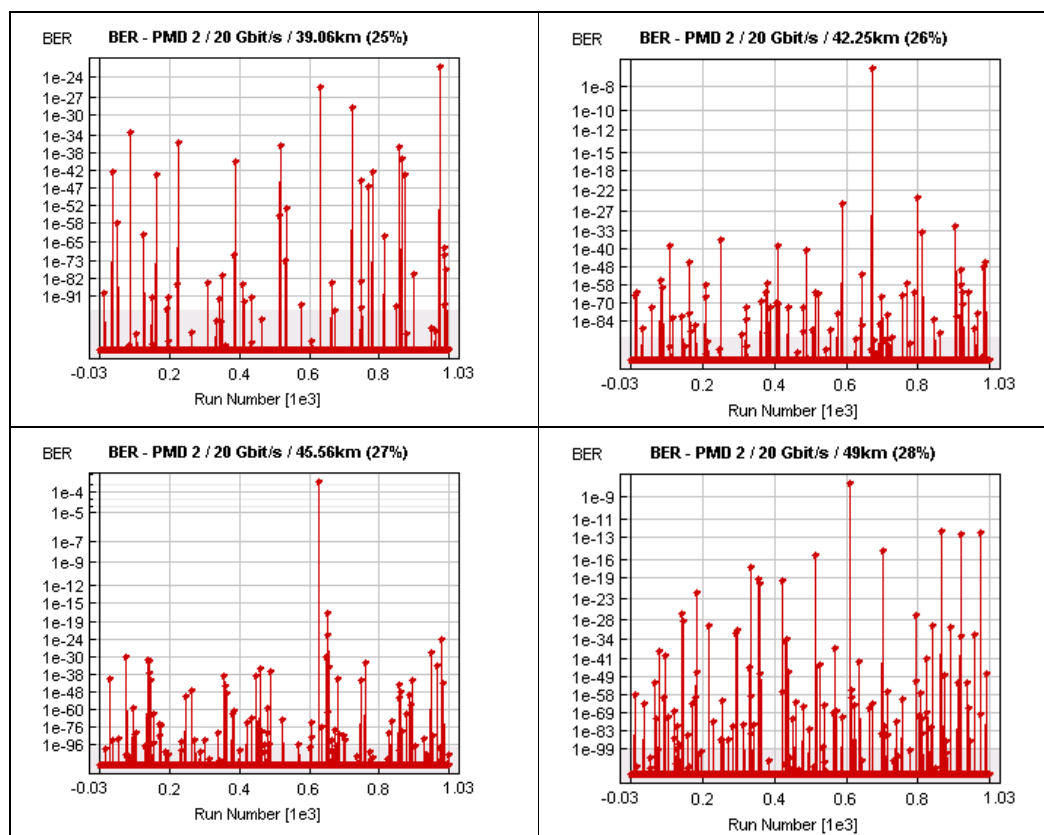 BER BER - PMD 2 / 20 Gbit/s / 39.06km (25%)
1e-24
1e-27
1e-30
1e-34
1e-38
1e-42
1e-47
1e-52
1e-58
1e-65
1e-73
1e-82
1e-91
-0.03 0.2 0.4 0.6 0.8 1.03
Run Number [1e3]
BER BER - PMD 2 / 20 Gbit/s / 42.25km (26%)
1e-8
1e-10
1e-12
1e-15
1e-18
1e-22
1e-27
1e-33
1e-40
1e-48
1e-58
1e-70
1e-84
-0.03 0.2 0.4 0.6 0.8 1.03
Run Number [1e3]
BER BER - PMD 2 / 20 Gbit/s / 45.56km (27%)
1e-4
1e-5
1e-7
1e-9
1e-12
1e-15
1e-19
1e-24
1e-30
1e-38
1e-48
1e-60
1e-76
1e-96
-0.03 0.2 0.4 0.6 0.8 1.03
Run Number [1e3]
BER BER - PMD 2 / 20 Gbit/s / 49km (28%)
1e-9
1e-11
1e-13
1e-16
1e-19
1e-23
1e-28
1e-34
1e-41
1e-49
1e-58
1e-69
1e-83
1e-99
-0.03 0.2 0.4 0.6 0.8 1.03
Run Number [1e3]